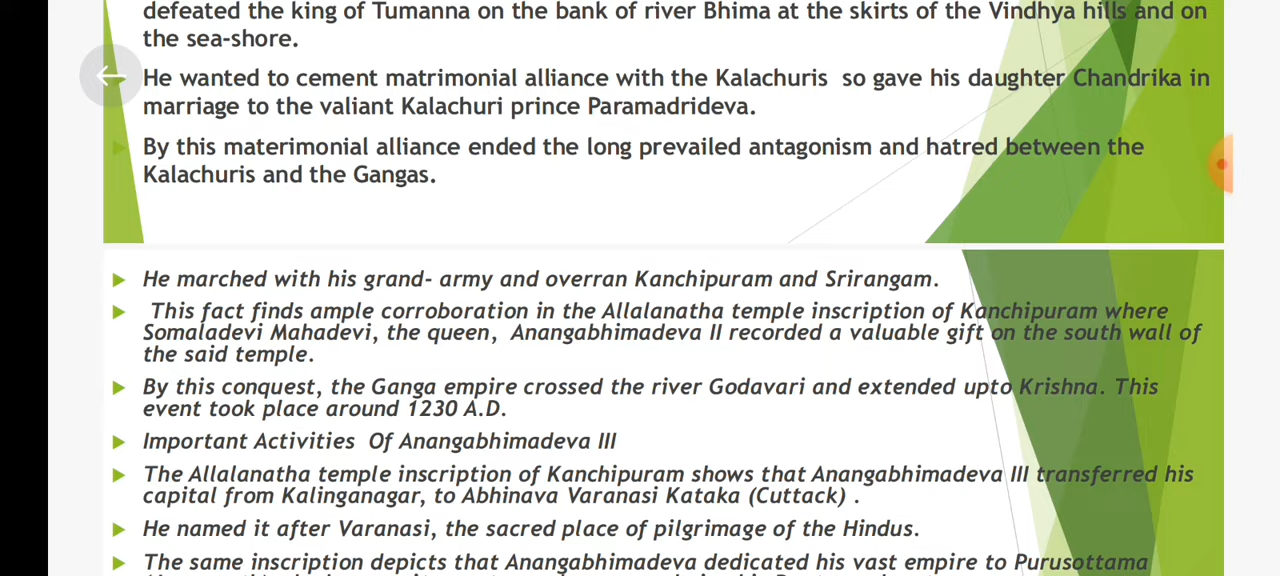 defeated the king of Tumanna on the bank of river Bhima at the skirts of the Vindhya hills and on
the sea-shore.
He wanted to cement matrimonial alliance with the Kalachuris so gave his daughter Chandrika in
marriage to the valiant Kalachuri prince Paramadrideva.
By this materimonial alliance ended the long prevailed antagonism and hatred between the
Kalachuris and the Gangas.
He marched with his grand- army and overran Kanchipuram and Srirangam.
This fact finds ample corroboration in the Allalanatha temple inscription of Kanchipuram where
Somaladevi Mahadevi, the queen, Anangabhimadeva II recorded a valuable gift on the south wall of
the said temple.
By this conquest, the Ganga empire crossed the river Godavari and extended upto Krishna. This
event took place around 1230 A.D.
Important Activities Of Anangabhimadeva III
The Allalanatha temple inscription of Kanchipuram shows that Anangabhimadeva III transferred his
capital from Kalinganagar, to Abhinava Varanasi Kataka (Cuttack) .
He named it after Varanasi, the sacred place of pilgrimage of the Hindus.
The same inscription depicts that Anangabhimadeva dedicated his vast empire to Purusottama